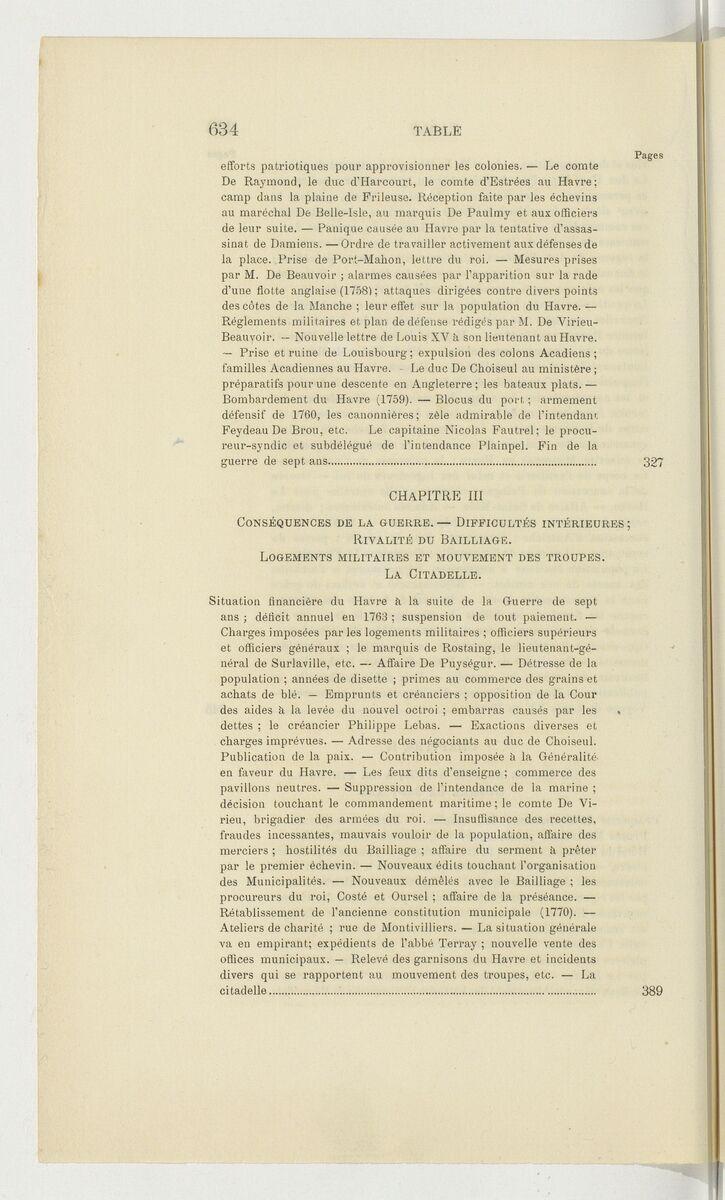 634 TABLE
Pages
efforts patriotiques pour approvisionner les colonies. — Le comte
De Raymond, le duc d'Harcourt, le comte d'Estrées au Havre;
camp dans la plaine de Frileuse. Réception faite par les échevins
au maréchal De Belle-Isle, au marquis De Paulmy et aux officiers
de leur suite. — Panique causée au Havre par la tentative d'assas-
sinat de Damiens. — Ordre de travailler activement aux défenses de
la place. Prise de Port-Mahon, lettre du roi. — Mesures prises
par M. De Beauvoir ; alarmes causées par l'apparition sur la rade
d'une flotte anglaise (1758); attaques dirigées contre divers points
des côtes de la Manche ; leur effet sur la population du Havre. —
Réglements militaires et plan de défense rédigés par M. De Virieu-
Beauvoir. — Nouvelle lettre de Louis XV à son lieutenant au Havre.
— Prise et ruine de Louisbourg ; expulsion des colons Acadiens ;
familles Acadiennes au Havre. - Le duc De Choiseul au ministère ;
préparatifs pour une descente en Angleterre ; les bateaux plats. —
Bombardement du Havre (1759). — Blocus du port ; armement
défensif de 1760, les canonnières ; zèle admirable de l'intendant
Feydeau De Brou, etc. Le capitaine Nicolas Fautrel ; le procu-
reur-syndic et subdélégué de l'intendance Plainpel. Fin de la
guerre de sept ans........ 327
CHAPITRE III
CONSÉQUENCES DE LA GUERRE. — DIFFICULTÉS INTÉRIEURES ;
RIVALITÉ DU BAILLIAGE.
LOGEMENTS MILITAIRES ET MOUVEMENT DES TROUPES.
LA CITADELLE.
Situation financière du Havre à la suite de la Guerre de sept
ans ; déficit annuel en 1763 ; suspension de tout paiement. —
Charges imposées par les logements militaires ; officiers supérieurs
et officiers généraux ; le marquis de Rostaing, le lieutenant-gé-
néral de Surlaville, etc. — Affaire De Puységur. — Détresse de la
population ; années de disette ; primes au commerce des grains et
achats de blé. — Emprunts et créanciers ; opposition de la Cour
des aides à la levée du nouvel octroi ; embarras causés par les
dettes ; le créancier Philippe Lebas. — Exactions diverses et
charges imprévues. — Adresse des négociants au duc de Choiseul.
Publication de la paix. — Contribution imposée à la Généralité
en faveur du Havre. — Les feux dits d'enseigne ; commerce des
pavillons neutres. — Suppression de l'intendance de la marine ;
décision touchant le commandement maritime ; le comte De Vi-
rieu, brigadier des armées du roi. — Insuffisance des recettes,
fraudes incessantes, mauvais vouloir de la population, affaire des
merciers ; hostilités du Bailliage ; affaire du serment à prêter
par le premier échevin. — Nouveaux édits touchant l'organisation
des Municipalités. — Nouveaux démêlés avec le Bailliage ; les
procureurs du roi, Costé et Oursel ; affaire de la préséance. —
Rétablissement de l'ancienne constitution municipale (1770). —
Ateliers de charité ; rue de Montivilliers. — La situation générale
va en empirant; expédients de l'abbé Terray ; nouvelle vente des
offices municipaux. — Relevé des garnisons du Havre et incidents
divers qui se rapportent au mouvement des troupes, etc. — La
citadelle........ 389